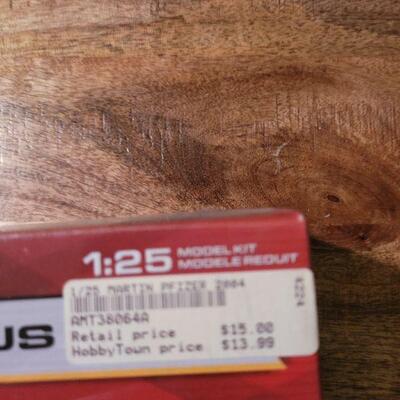 1:25 MODEL KIT
MODELE REDUIT
1/25 MARTIN PFIZER 2004
4224
AMT38064A
US
Retail price $15.00
HobbyTown price $13.99